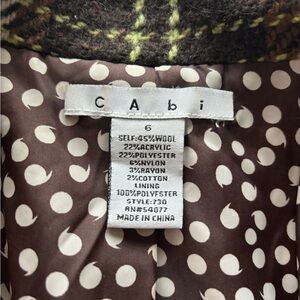 CAbi
6
SELF:45%WOOL
22%ACRYLIC
22%POLYESTER
6%NYLON
3%RAYON
2%COTTON
LINING
100%POLYESTER
STYLE:730
RN#54077
MADE IN CHINA